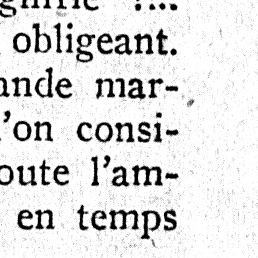 obligeant.
ande mar-
l'on consi-
oute l'am-
en temps